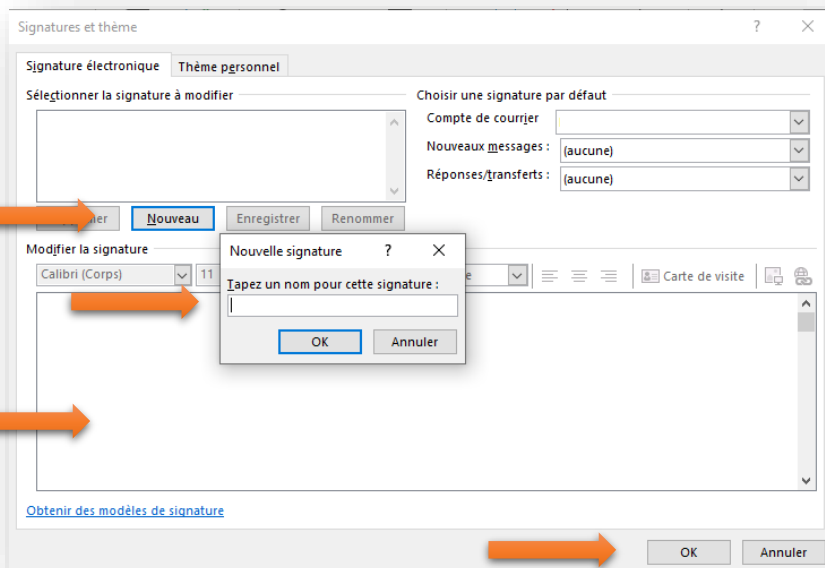 Signatures et thème
Signature électronique Thème personnel
Sélectionner la signature à modifier
Choisir une signature par défaut
Compte de courrier
Nouveaux messages : (aucune)
Réponses/transferts : (aucune)
Nouveau Enregistrer Renommer
Modifier la signature
Calibri (Corps) 11
Carte de visite
Nouvelle signature ?
Tapez un nom pour cette signature :
OK Annuler
Obtenir des modèles de signature
OK Annuler